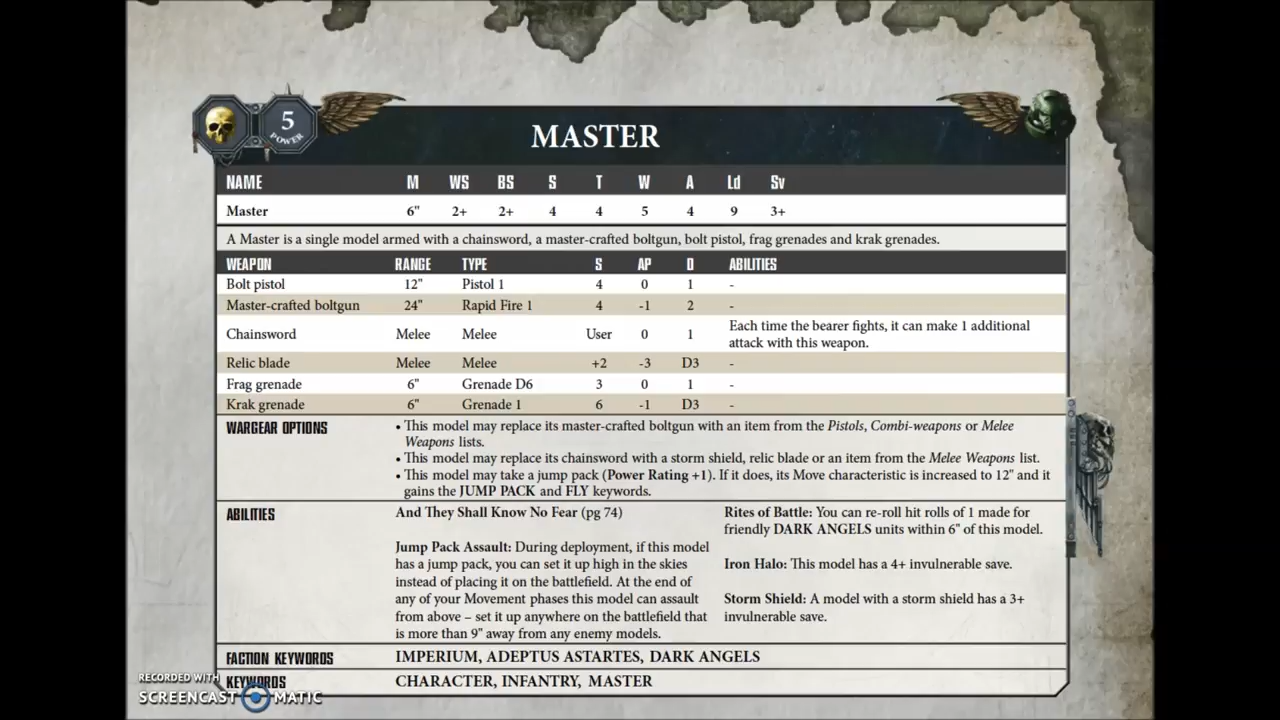 5
POWER
MASTER
NAME M WS BS S T W A Ld Sv
Master 6" 2+ 2+ 4 4 5 4 9 3+
A Master is a single model armed with a chainsword, a master-crafted boltgun, bolt pistol, frag grenades and krak grenades.
WEAPON RANGE TYPE S AP D ABILITIES
Bolt pistol 12" Pistol 1 4 0 1 -
Master-crafted boltgun 24" Rapid Fire 1 4 -1 2 -
Chainsword Melee Melee User 0 1 Each time the bearer fights, it can make 1 additional
attack with this weapon.
Relic blade Melee Melee +2 -3 D3 -
Frag grenade 6" Grenade D6 3 0 1 -
Krak grenade 6" Grenade 1 6 -1 D3 -
WARGEAR OPTIONS
• This model may replace its master-crafted boltgun with an item from the Pistols, Combi-weapons or Melee
Weapons lists.
• This model may replace its chainsword with a storm shield, relic blade or an item from the Melee Weapons list.
• This model may take a jump pack (Power Rating +1). If it does, its Move characteristic is increased to 12" and it
gains the JUMP PACK and FLY keywords.
ABILITIES
And They Shall Know No Fear (pg 74)
Jump Pack Assault: During deployment, if this model
has a jump pack, you can set it up high in the skies
instead of placing it on the battlefield. At the end of
any of your Movement phases this model can assault
from above – set it up anywhere on the battlefield that
is more than 9" away from any enemy models.
Rites of Battle: You can re-roll hit rolls of 1 made for
friendly DARK ANGELS units within 6" of this model.
Iron Halo: This model has a 4+ invulnerable save.
Storm Shield: A model with a storm shield has a 3+
invulnerable save.
FACTION KEYWORDS IMPERIUM, ADEPTUS ASTARTES, DARK ANGELS
KEYWORDS CHARACTER, INFANTRY, MASTER
RECORDED WITH
SCREENCAST MATIC